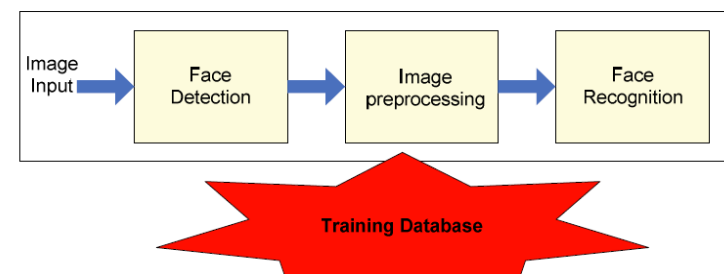 Image
Input
Face
Detection
Image
preprocessing
Face
Recognition
Training Database